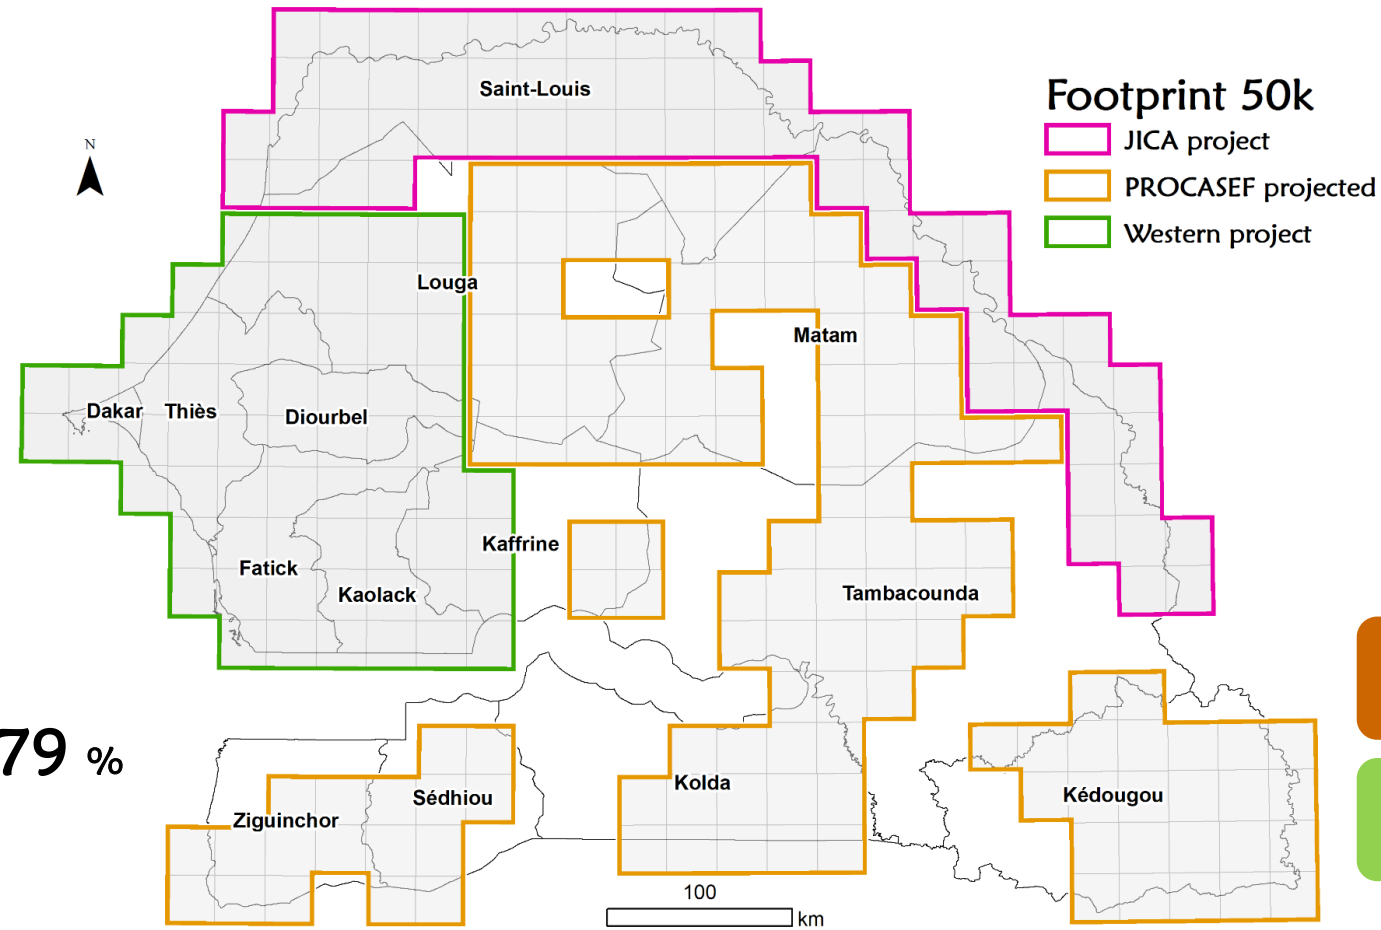 Saint-Louis
Footprint 50k
JICA project
N
PROCASEF projected
Western project
Louga
Matam
Dakar
Thiès
Diourbel
Kaffrine
Fatick
Kaolack
Tambacounda
79 %
Kolda
Sédhiou
Kédougou
Ziguinchor
100
km